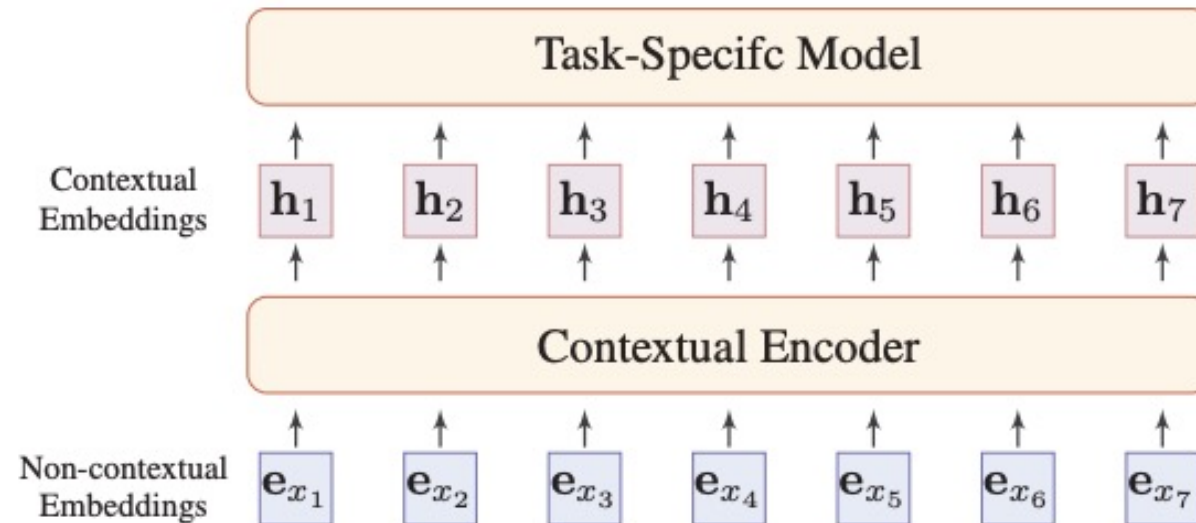 Task-Specifc Model
Contextual
Embeddings
h₁ h₂ h₃ h₄ h₅ h₆ h₇
Contextual Encoder
Non-contextual
Embeddings
eₓ₁ eₓ₂ eₓ₃ eₓ₄ eₓ₅ eₓ₆ eₓ₇